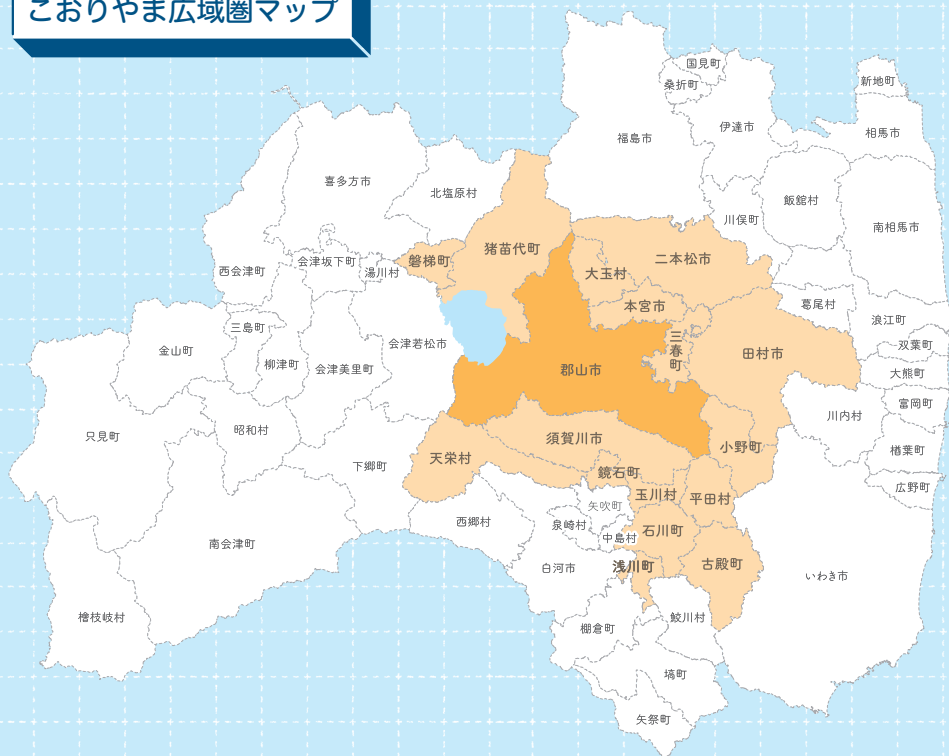 こおりやま広域圏マップ
国見町
桑折町
新地町
伊達市
相馬市
福島市
喜多方市
北塩原村
飯舘村
川俣町
南相馬市
猪苗代町
磐梯町
二本松市
大玉村
西会津町
会津坂下町
湯川村
本宮市
葛尾村
浪江町
三島町
会津若松市
三春町
双葉町
金山町
柳津町
会津美里町
郡山市
田村市
大熊町
富岡町
川内村
只見町
昭和村
下郷町
天栄村
須賀川市
小野町
楢葉町
鏡石町
広野町
玉川村
平田村
矢吹町
西郷村
泉崎村
中島村
石川町
南会津町
白河市
浅川町
古殿町
いわき市
檜枝岐村
棚倉町
鮫川村
塙町
矢祭町